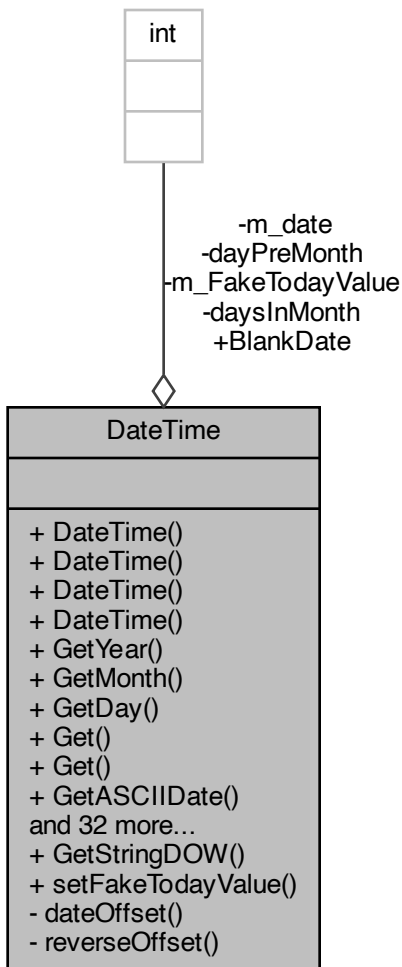 int
-m_date
-dayPreMonth
-m_FakeTodayValue
-daysInMonth
+BlankDate
DateTime
+ DateTime()
+ DateTime()
+ DateTime()
+ DateTime()
+ GetYear()
+ GetMonth()
+ GetDay()
+ Get()
+ Get()
+ GetASCIIDate()
and 32 more...
+ GetStringDOW()
+ setFakeTodayValue()
- dateOffset()
- reverseOffset()